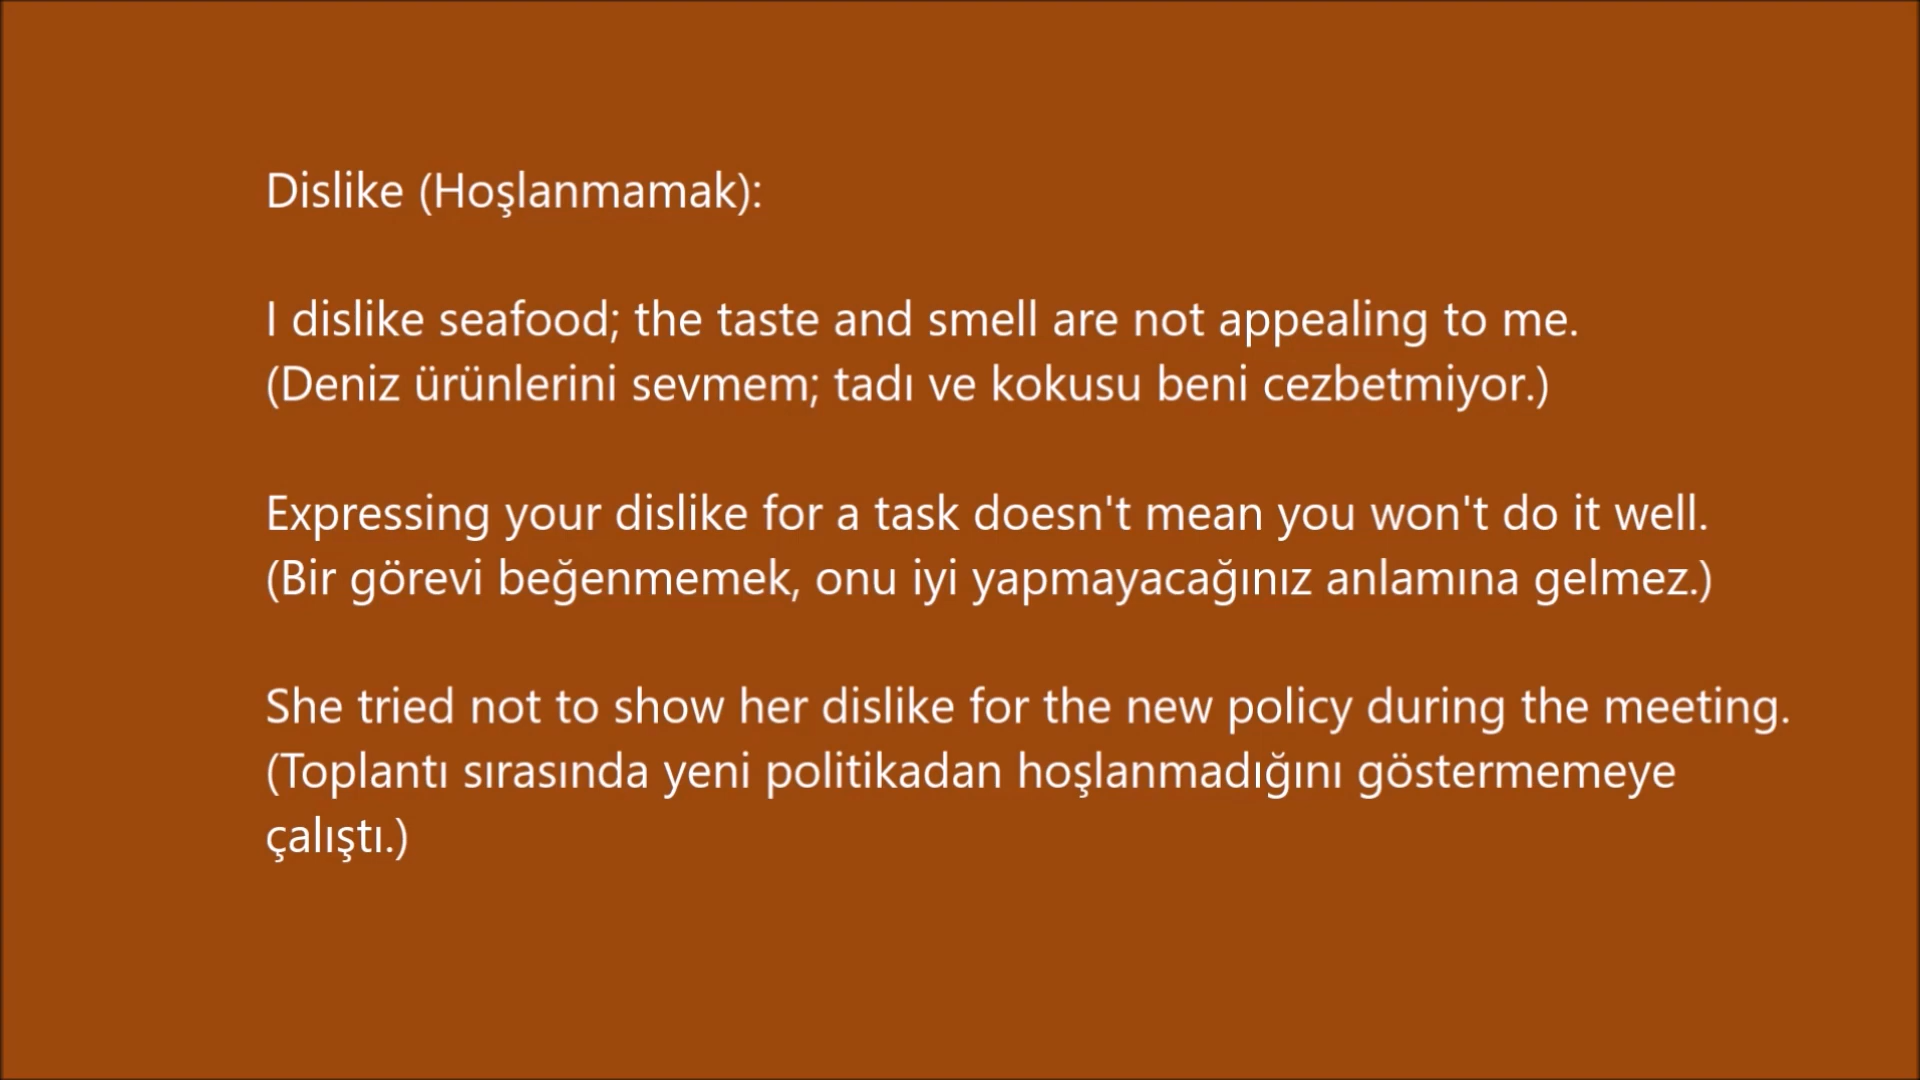 Dislike (Hoşlanmamak):
I dislike seafood; the taste and smell are not appealing to me.
(Deniz ürünlerini sevmem; tadı ve kokusu beni cezbetmiyor.)
Expressing your dislike for a task doesn't mean you won't do it well.
(Bir görevi beğenmemek, onu iyi yapmayacağınız anlamına gelmez.)
She tried not to show her dislike for the new policy during the meeting.
(Toplantı sırasında yeni politikadan hoşlanmadığını göstermemeye
çalıştı.)